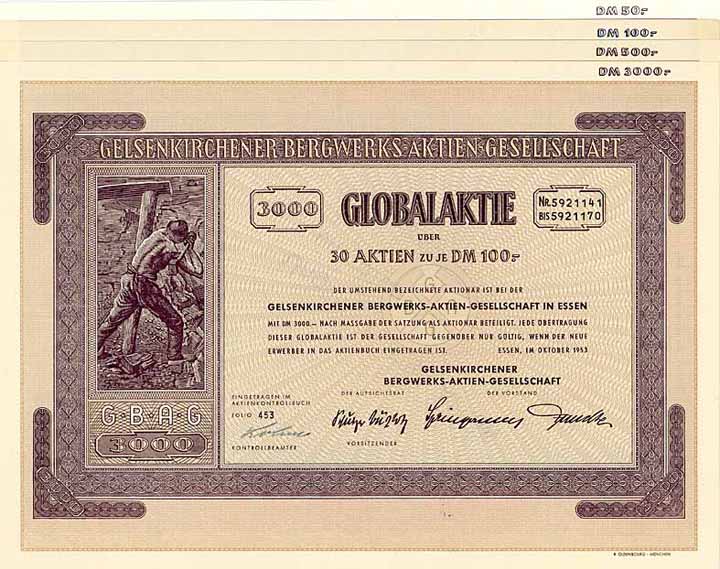 DM 50.-
DM 100.-
DM 500.-
DM 3000.-
GELSENKIRCHENER BERGWERKS-AKTIEN-GESELLSCHAFT
3000 GLOBALAKTIE NR. 5921141
BIS 5921170
ÜBER
30 AKTIEN ZU JE DM 100.-
DER UMSTEHEND BEZEICHNETE AKTIONÄR IST BEI DER
GELSENKIRCHENER BERGWERKS-AKTIEN-GESELLSCHAFT IN ESSEN
MIT DM 3000.— NACH MASSGABE DER SATZUNG ALS AKTIONÄR BETEILIGT. JEDE ÜBERTRAGUNG
DIESER GLOBALAKTIE IST DER GESELLSCHAFT GEGENÜBER NUR GÜLTIG, WENN DER NEUE
ERWERBER IN DAS AKTIENBUCH EINGETRAGEN IST. ESSEN, IM OKTOBER 1953
GELSENKIRCHENER
BERGWERKS-AKTIEN-GESELLSCHAFT
DER AUFSICHTSRAT DER VORSTAND
EINGETRAGEN IM
AKTIENKONTROLLBUCH
FOLIO 453
VORSITZENDER
KONTROLLBEAMTER
G·B·A·G
3000
R. OLDENBOURG · MÜNCHEN